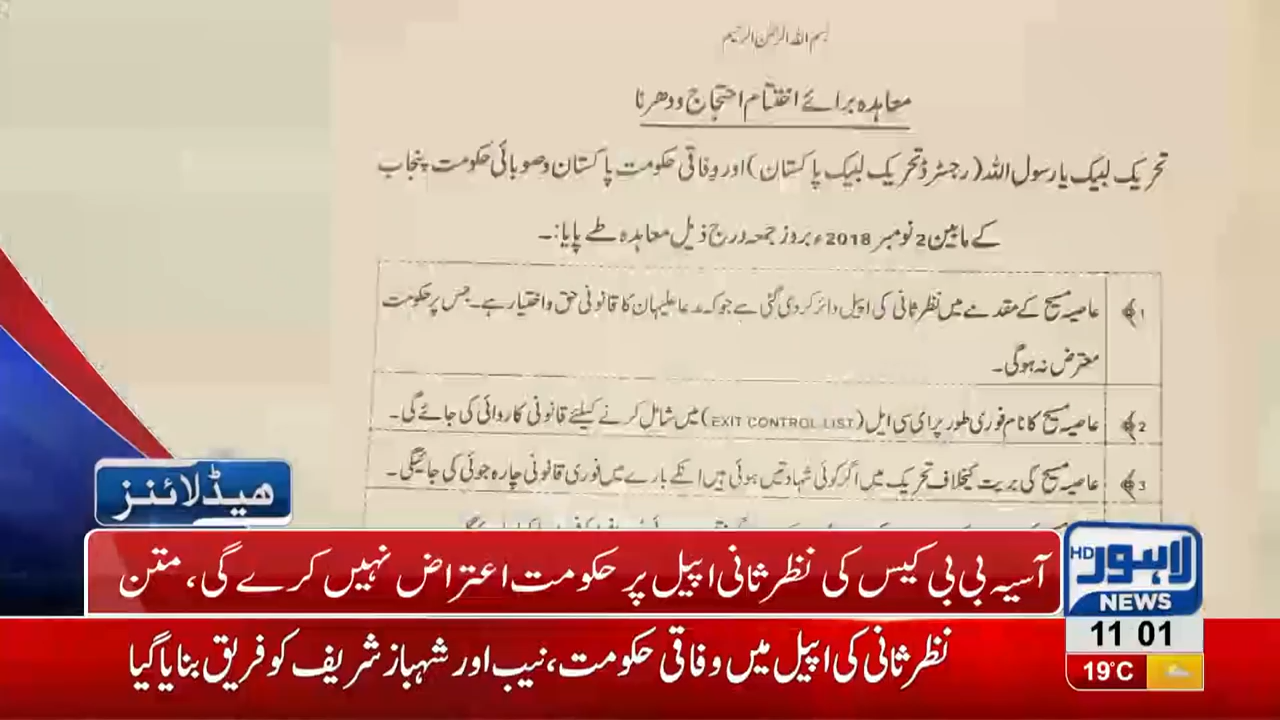 بسم اللہ الرحمٰن الرحیم
معاہدہ برائے اختتام احتجاج و دھرنا
تحریک لبیک یا رسول اللہ (رجسٹرڈ تحریک لبیک پاکستان) اور وفاقی حکومت پاکستان و صوبائی حکومت پنجاب
کے مابین 2 نومبر 2018ء بروز جمعہ درج ذیل معاہدہ طے پایا:۔
1 عاصیہ مسیح کے مقدمے میں نظر ثانی کی اپیل دائر کر دی گئی ہے جو کہ مدعا علیہان کا قانونی حق و اختیار ہے۔ جس پر حکومت
معترض نہ ہوگی۔
2 عاصیہ مسیح کا نام فوری طور پر ای سی ایل (EXIT CONTROL LIST) میں شامل کرنے کیلئے قانونی کاروائی کی جائے گی۔
3 عاصیہ مسیح کی بریت کیخلاف تحریک میں اگر کوئی شہادتیں ہوئی ہیں انکے بارے میں فوری قانونی چارہ جوئی کی جائیگی۔
ھیڈلائنز
آسیہ بی بی کیس کی نظر ثانی اپیل پر حکومت اعتراض نہیں کرے گی، متن
لاہور HD
NEWS
11 01
نظر ثانی کی اپیل میں وفاقی حکومت، نیب اور شہباز شریف کو فریق بنایا گیا
19°C